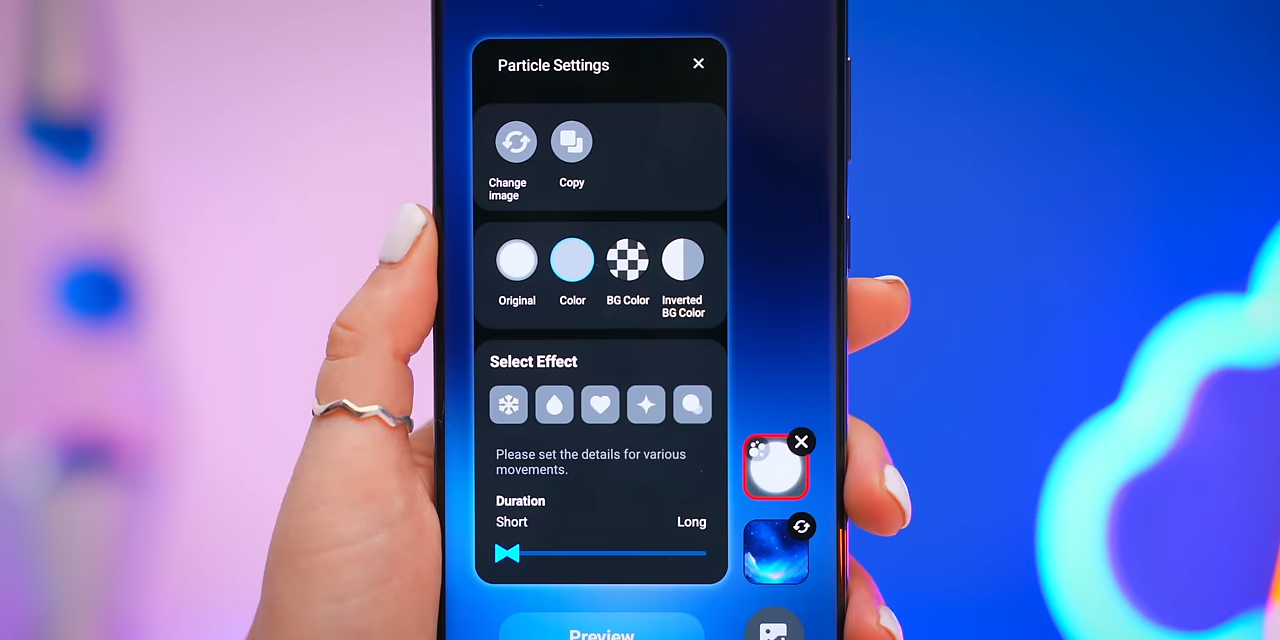 Particle Settings
Change
image
Copy
Original
Color
BG Color
Inverted
BG Color
Select Effect
Please set the details for various
movements.
Duration
Short
Long
Preview